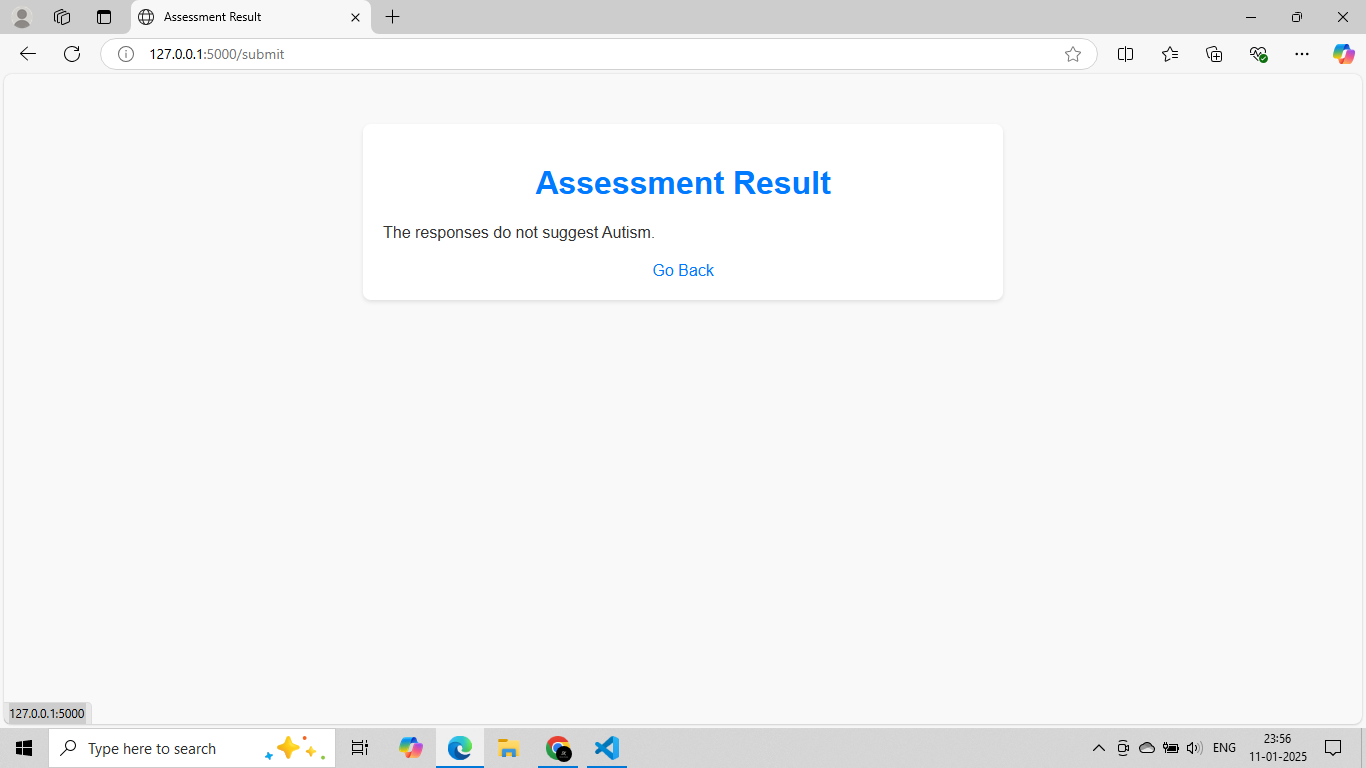 Assessment Result
127.0.0.1:5000/submit
Assessment Result
The responses do not suggest Autism.
Go Back
127.0.0.1:5000
Type here to search
ENG
23:56
11-01-2025